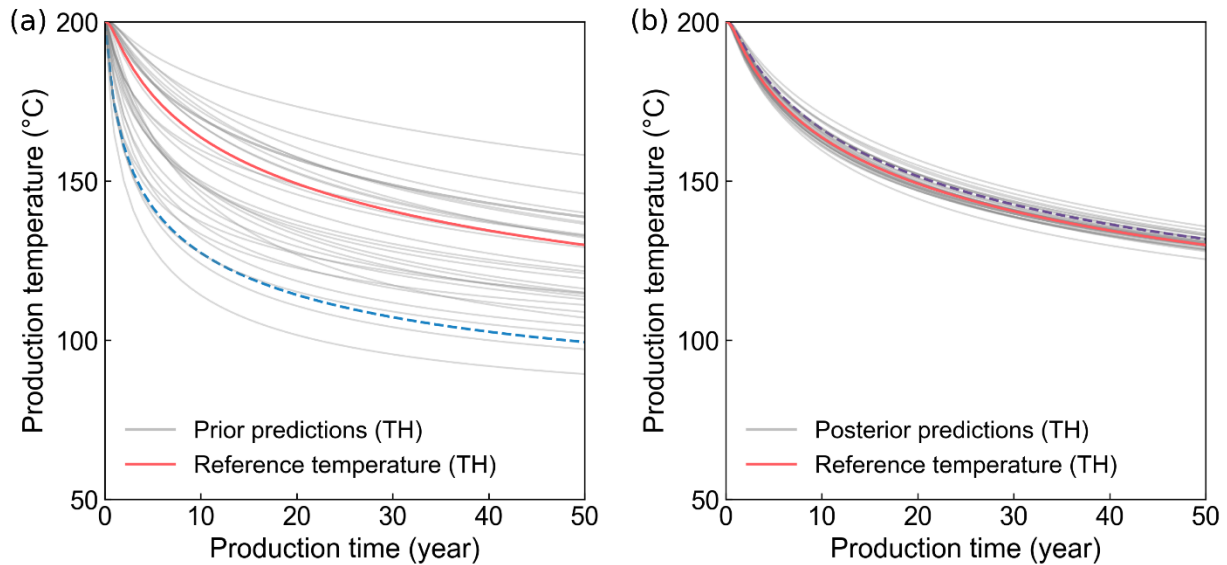 (a)
200
150
100
50
Production temperature (°C)
Prior predictions (TH)
Reference temperature (TH)
0 10 20 30 40 50
Production time (year)
(b)
200
150
100
50
Production temperature (°C)
Posterior predictions (TH)
Reference temperature (TH)
0 10 20 30 40 50
Production time (year)